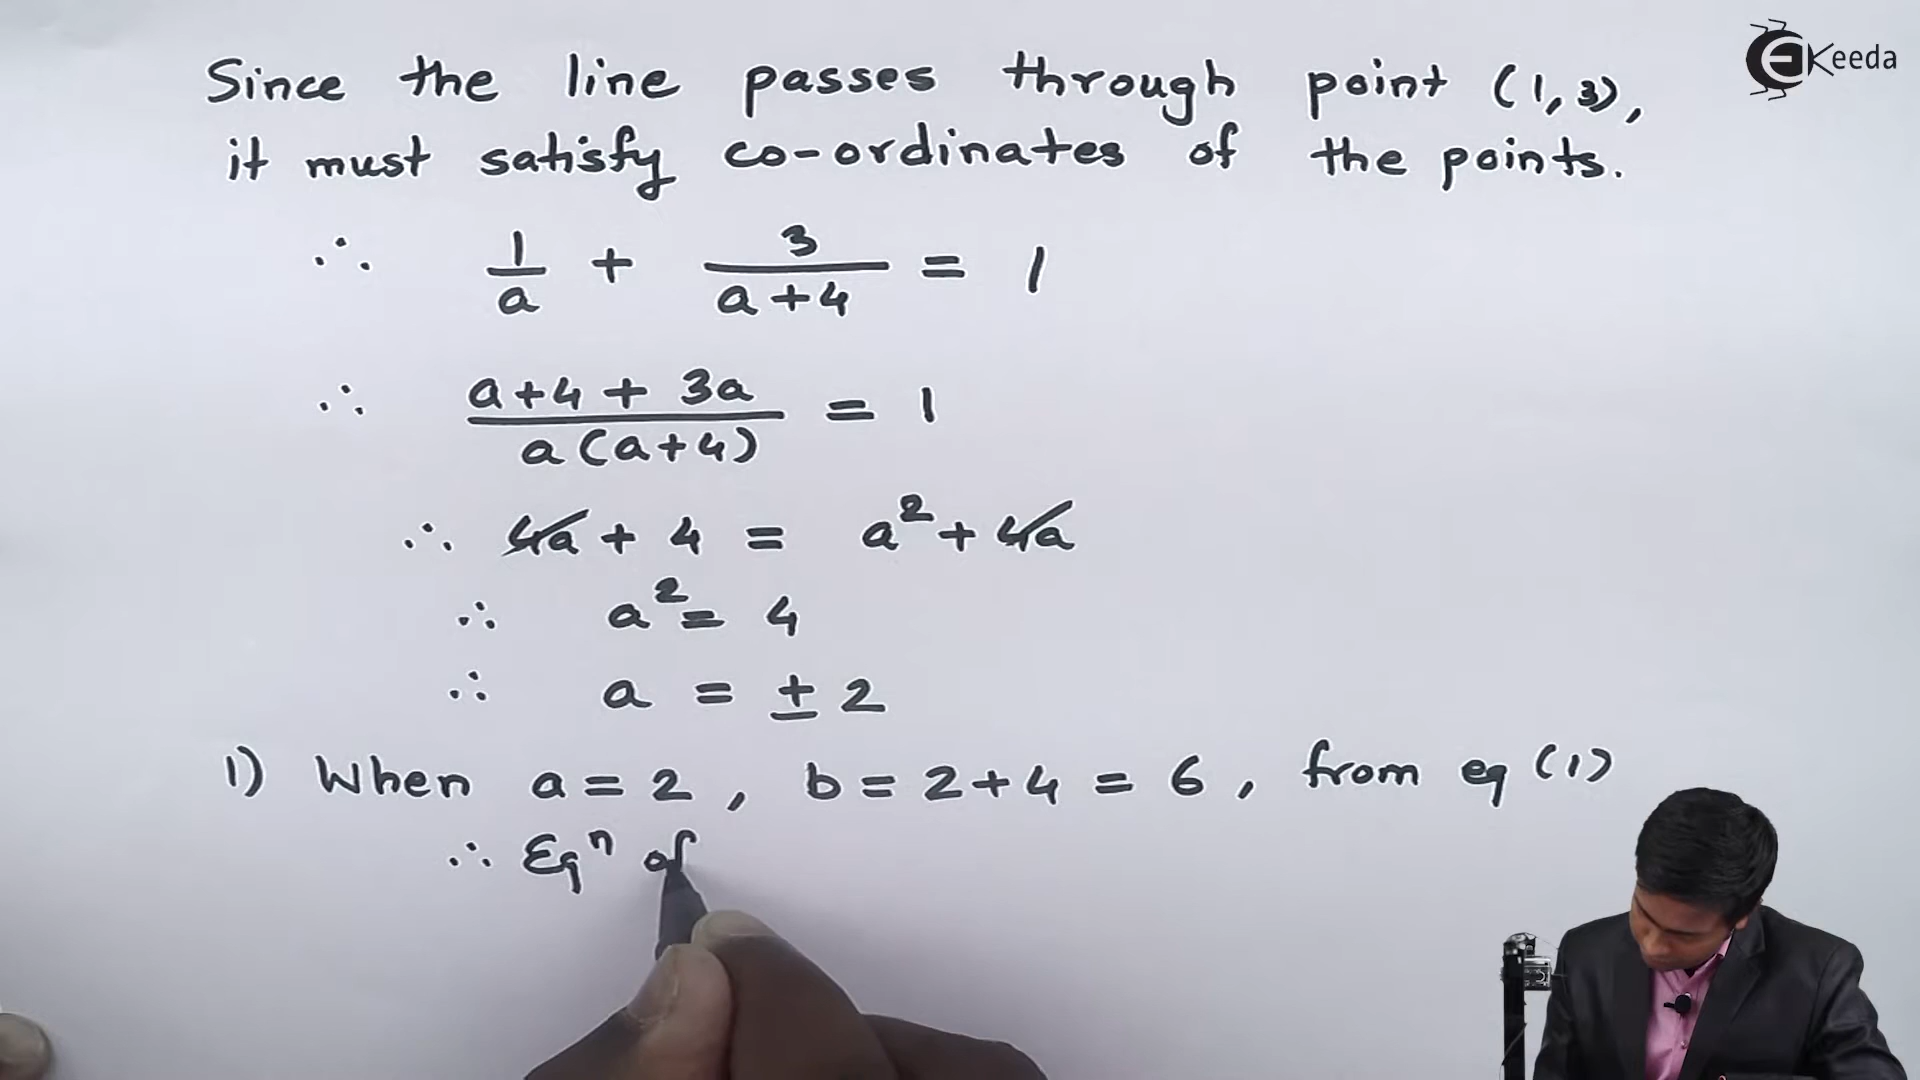 Since the line passes through point (1,3),
it must satisfy co-ordinates of the points.
∴ 1/a + 3/(a+4) = 1
∴ (a+4+3a)/(a(a+4)) = 1
∴ 4a + 4 = a² + 4a
∴ a² = 4
∴ a = ± 2
1) When a = 2, b = 2+4 = 6, from eq (1)
∴ Eqⁿ of
EKeeda